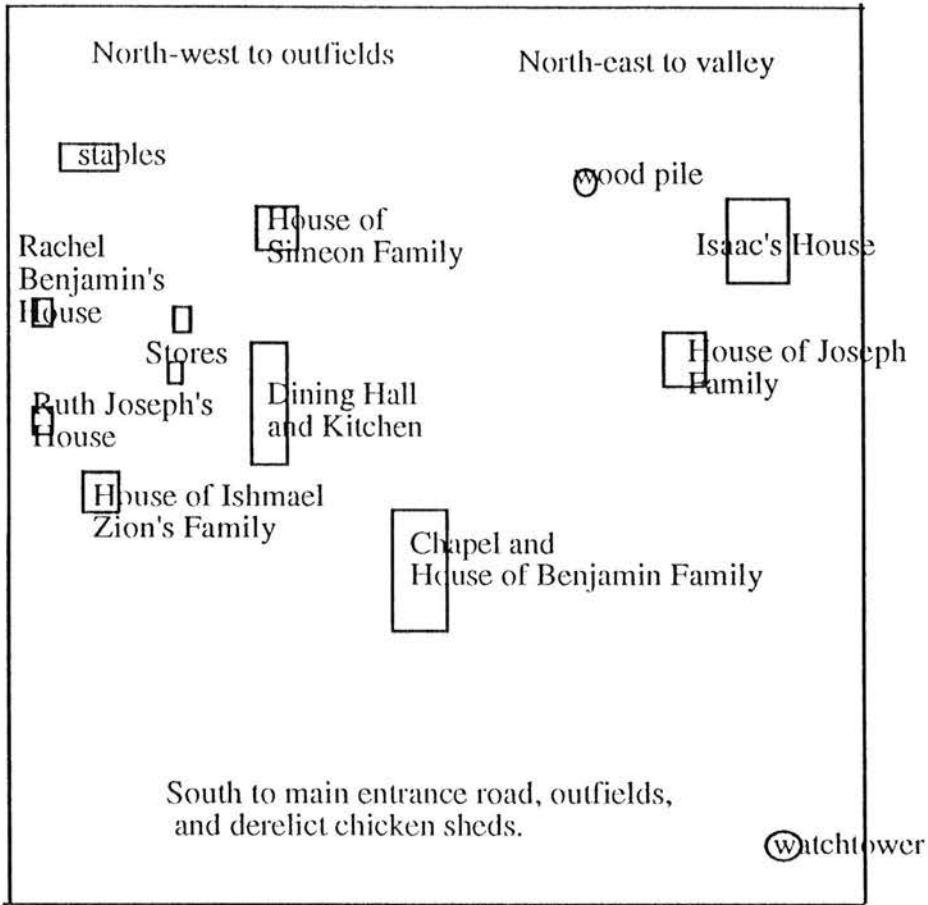 North-west to outfields
North-east to valley
stables
wood pile
House of
Simeon Family
Rachel
Benjamin's
House
Isaac's House
Stores
House of Joseph
Family
Dining Hall
and Kitchen
Ruth Joseph's
House
House of Ishmael
Zion's Family
Chapel and
House of Benjamin Family
South to main entrance road, outfields,
and derelict chicken sheds.
watchtower